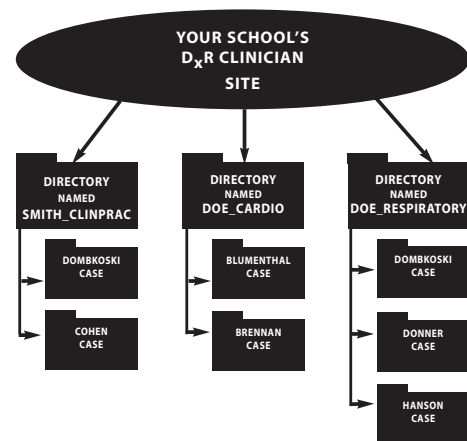 YOUR SCHOOL'S
DxR CLINICIAN
SITE
DIRECTORY
NAMED
SMITH_CLINPRAC
DOMBKOSKI
CASE
COHEN
CASE
DIRECTORY
NAMED
DOE_CARDIO
BLUMENTHAL
CASE
BRENNAN
CASE
DIRECTORY
NAMED
DOE_RESPIRATORY
DOMBKOSKI
CASE
DONNER
CASE
HANSON
CASE